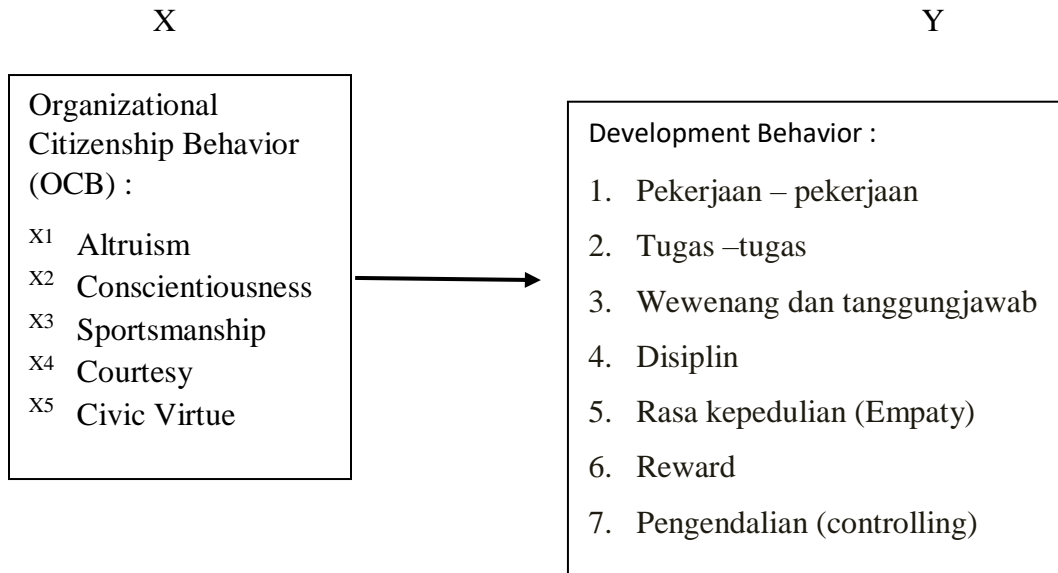 X
Y
Organizational
Citizenship Behavior
(OCB) :
X1 Altruism
X2 Conscientiousness
X3 Sportsmanship
X4 Courtesy
X5 Civic Virtue
Development Behavior :
1. Pekerjaan – pekerjaan
2. Tugas –tugas
3. Wewenang dan tanggungjawab
4. Disiplin
5. Rasa kepedulian (Empaty)
6. Reward
7. Pengendalian (controlling)